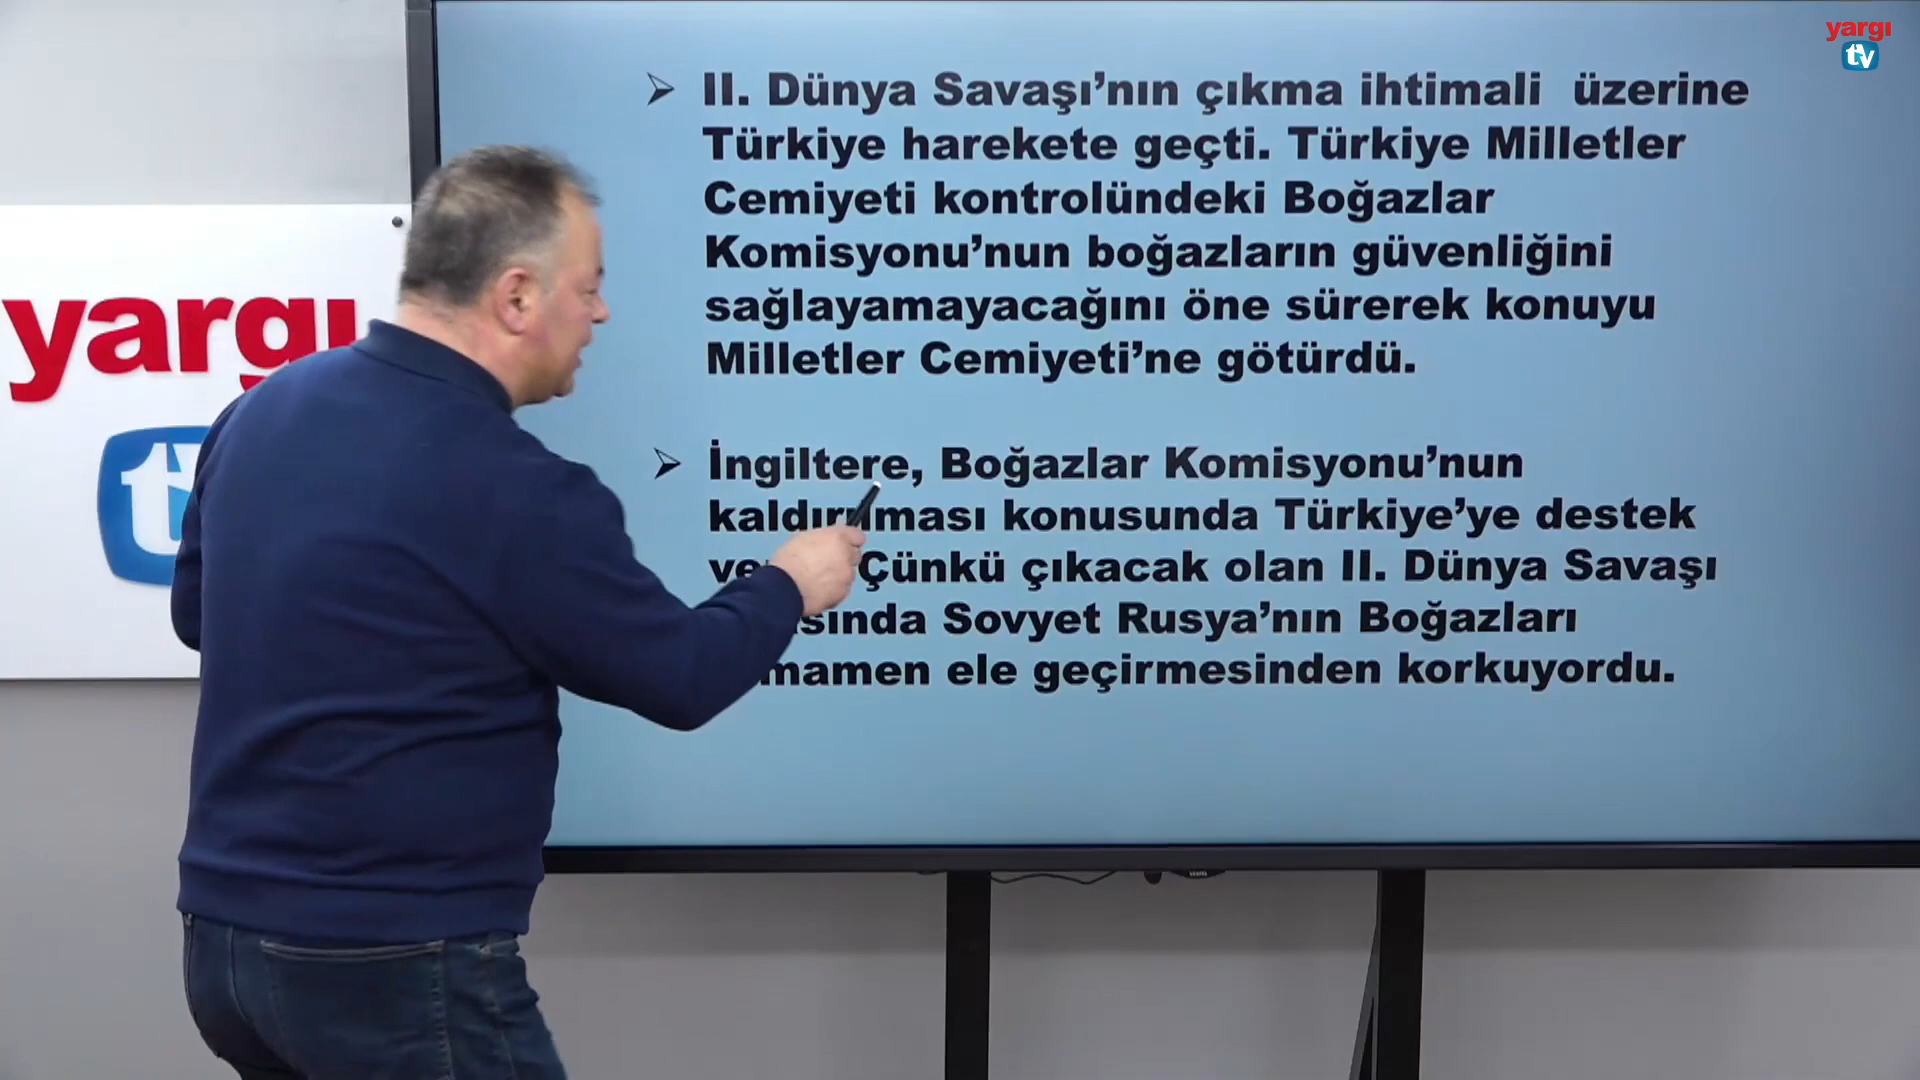 yargı
tv
II. Dünya Savaşı’nın çıkma ihtimali üzerine
Türkiye harekete geçti. Türkiye Milletler
Cemiyeti kontrolündeki Boğazlar
Komisyonu’nun boğazların güvenliğini
sağlayamayacağını öne sürerek konuyu
Milletler Cemiyeti’ne götürdü.
İngiltere, Boğazlar Komisyonu’nun
kaldırılması konusunda Türkiye’ye destek
Çünkü çıkacak olan II. Dünya Savaşı
Sovyet Rusya’nın Boğazları
ele geçirmesinden korkuyordu.
yargı